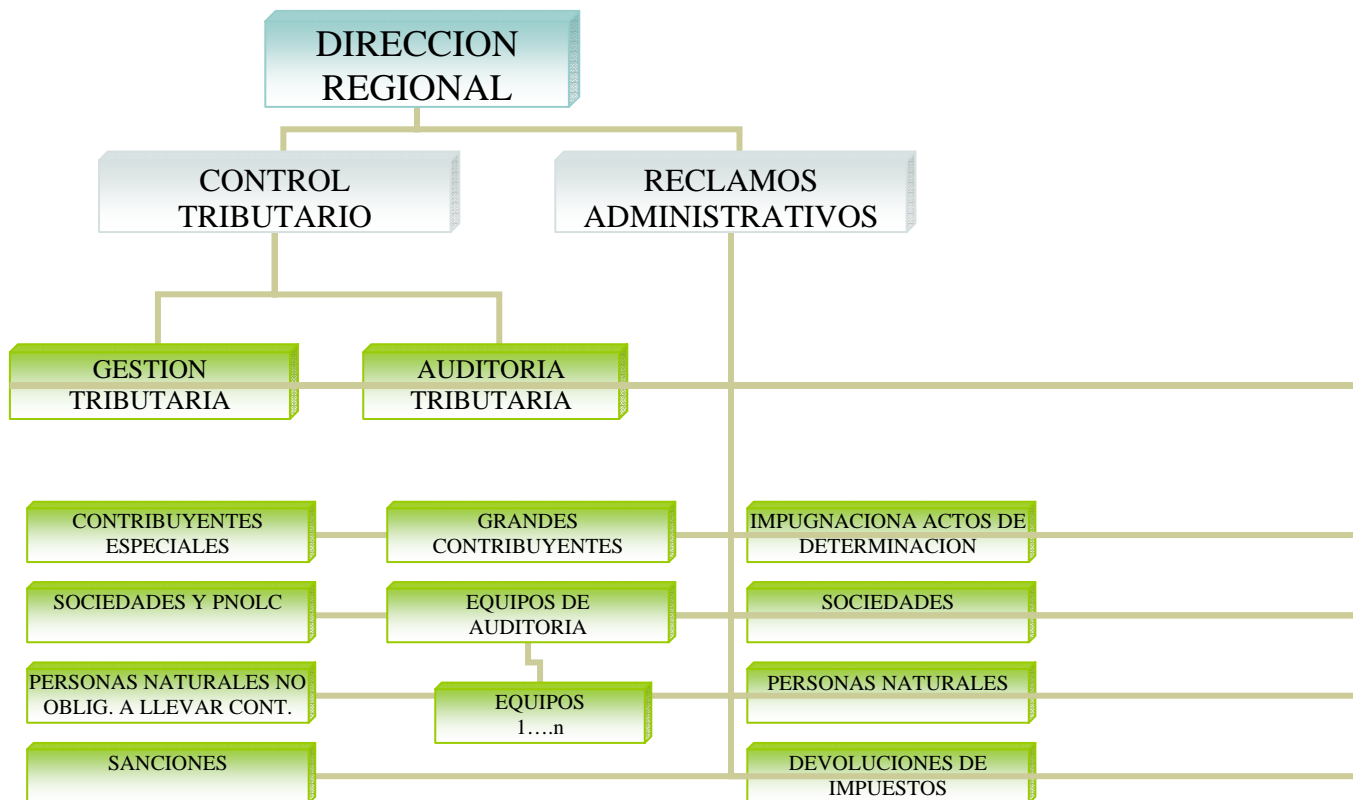 DIRECCION
REGIONAL
CONTROL
TRIBUTARIO
RECLAMOS
ADMINISTRATIVOS
GESTION
TRIBUTARIA
AUDITORIA
TRIBUTARIA
CONTRIBUYENTES
ESPECIALES
GRANDES
CONTRIBUYENTES
IMPUGNACIONA ACTOS DE
DETERMINACION
SOCIEDADES Y PNOLC
EQUIPOS DE
AUDITORIA
SOCIEDADES
PERSONAS NATURALES NO
OBLIG. A LLEVAR CONT.
EQUIPOS
1….n
PERSONAS NATURALES
SANCIONES
DEVOLUCIONES DE
IMPUESTOS